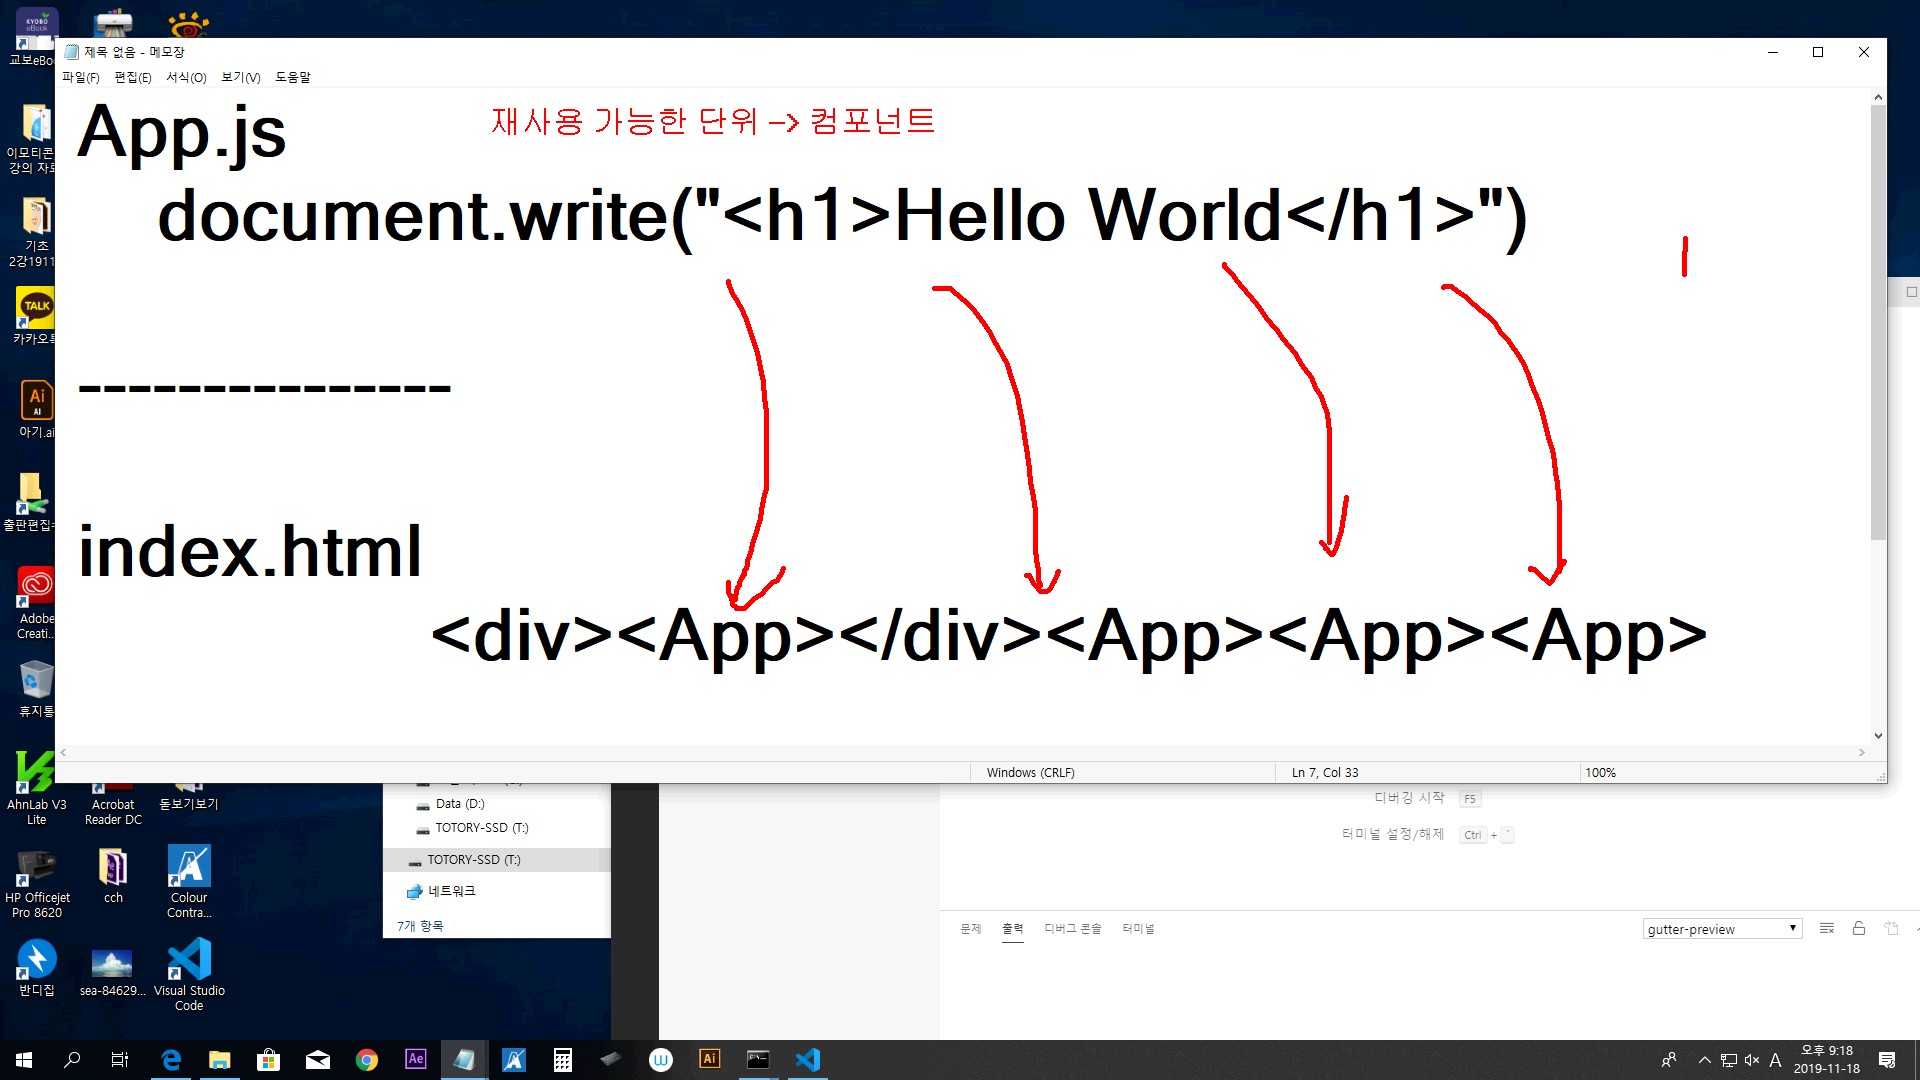 교보eBo
제목 없음 - 메모장
파일(F) 편집(E) 서식(O) 보기(V) 도움말
App.js
재사용 가능한 단위 –> 컴포넌트
document.write("<h1>Hello World</h1>")
---------------
index.html
<div><App></div><App><App><App>
Windows (CRLF)
Ln 7, Col 33
100%
이모티콘
강의 자료
기초
2강1911
TALK
카카오톡
Ai
AI
아기.ai
출판편집
Adobe
Creati...
휴지통
AhnLab V3
Lite
Acrobat
Reader DC
돋보기보기
HP Officejet
Pro 8620
cch
Colour
Contra...
반디집
sea-84629...
Visual Studio
Code
Data (D:)
TOTORY-SSD (T:)
TOTORY-SSD (T:)
네트워크
7개 항목
디버깅 시작 F5
터미널 설정/해제 Ctrl + `
문제 출력 디버그 콘솔 터미널
gutter-preview
Ae
Ai
A
오후 9:18
2019-11-18